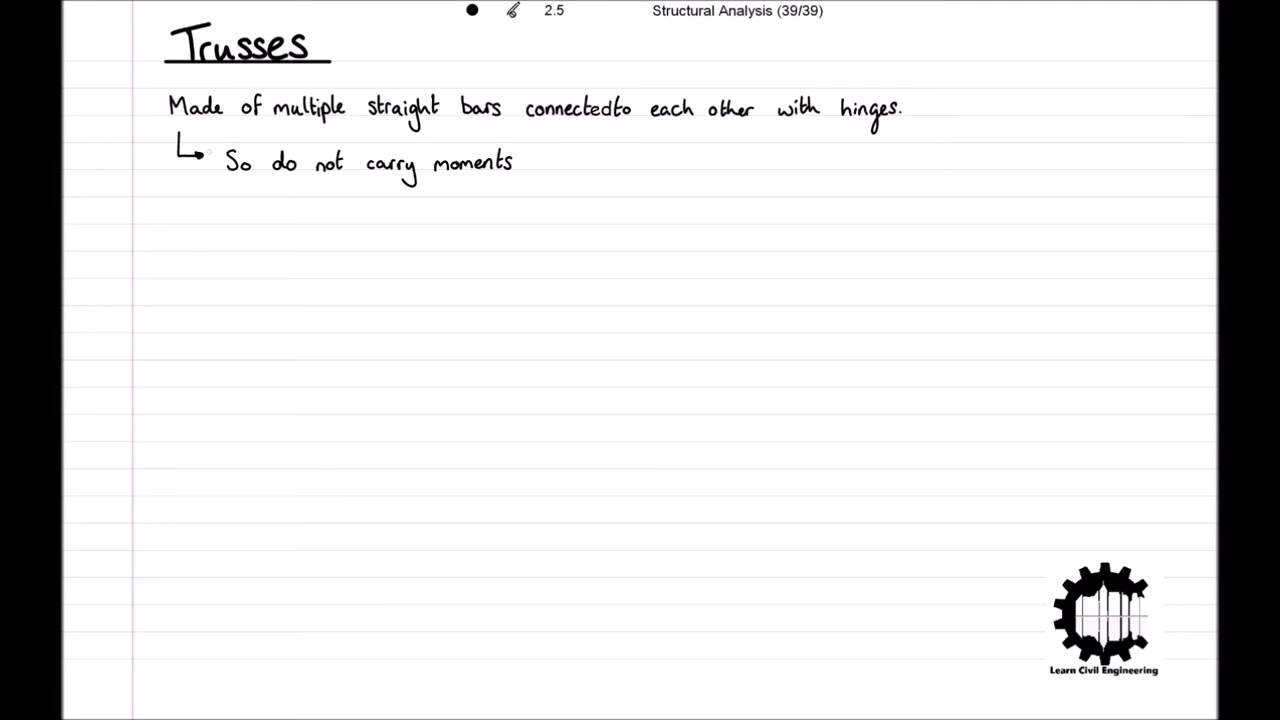 2.5 Structural Analysis (39/39)
Trusses
Made of multiple straight bars connectedto each other with hinges.
So do not carry moments
Learn Civil Engineering